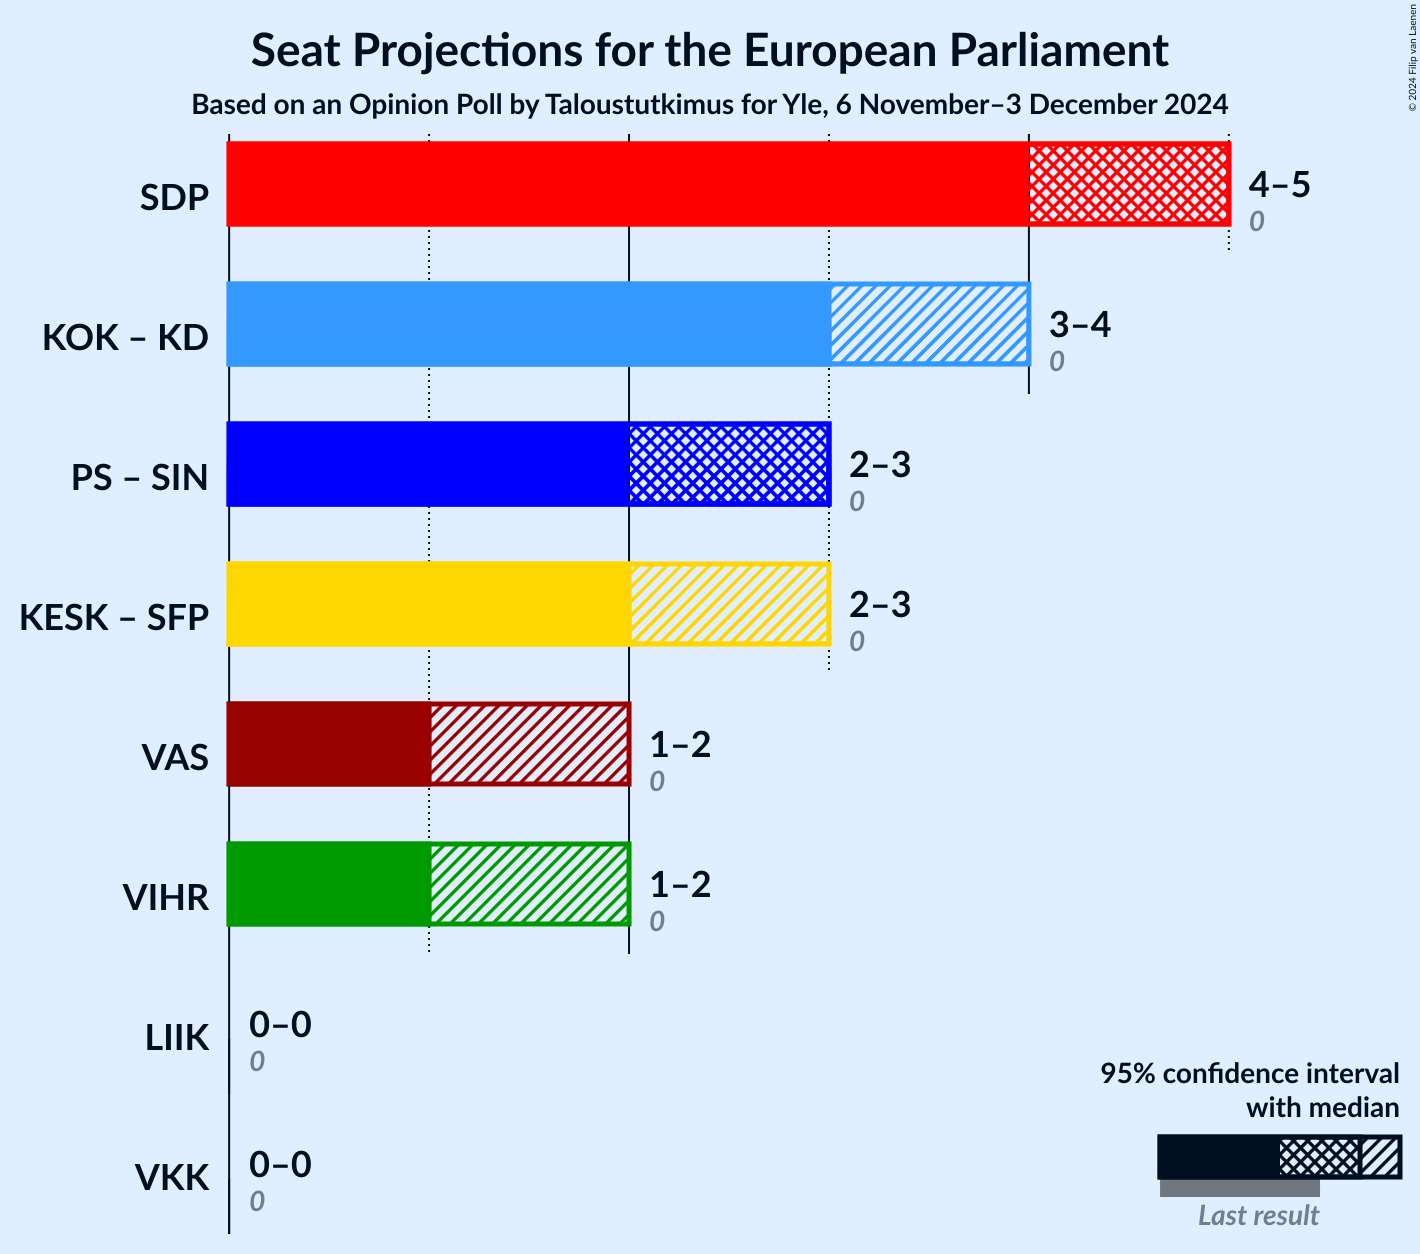 Seat Projections for the European Parliament
Based on an Opinion Poll by Taloustutkimus for Yle, 6 November–3 December 2024
© 2024 Filip van Laenen
SDP
4–5
0
KOK – KD
3–4
0
PS – SIN
2–3
0
KESK – SFP
2–3
0
VAS
1–2
0
VIHR
1–2
0
LIIK
0–0
0
VKK
0–0
0
95% confidence interval
with median
Last result